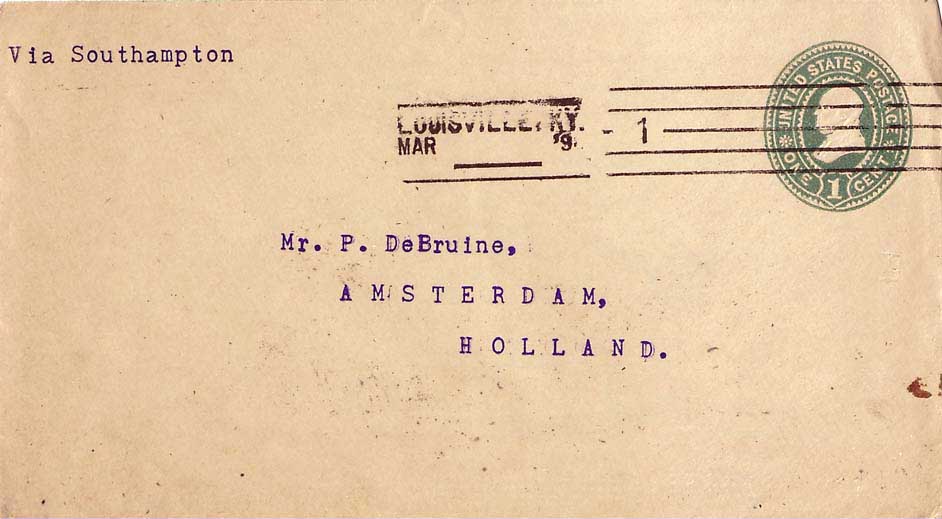 Via Southampton
UNITED STATES POSTAGE
LOUISVILLE, KY.
MAR
1
ONE 1 CENT
Mr. P. DeBruine,
AMSTERDAM,
HOLLAND.